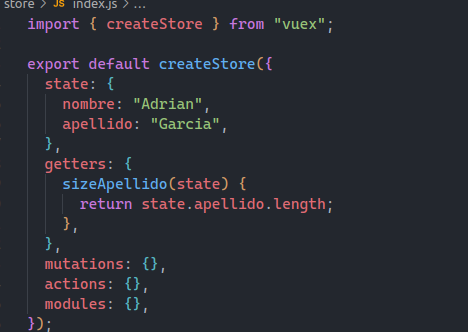 store > JS index.js > ...
import { createStore } from "vuex";
export default createStore({
state: {
nombre: "Adrian",
apellido: "Garcia",
},
getters: {
sizeApellido(state) {
return state.apellido.length;
},
},
mutations: {},
actions: {},
modules: {},
});